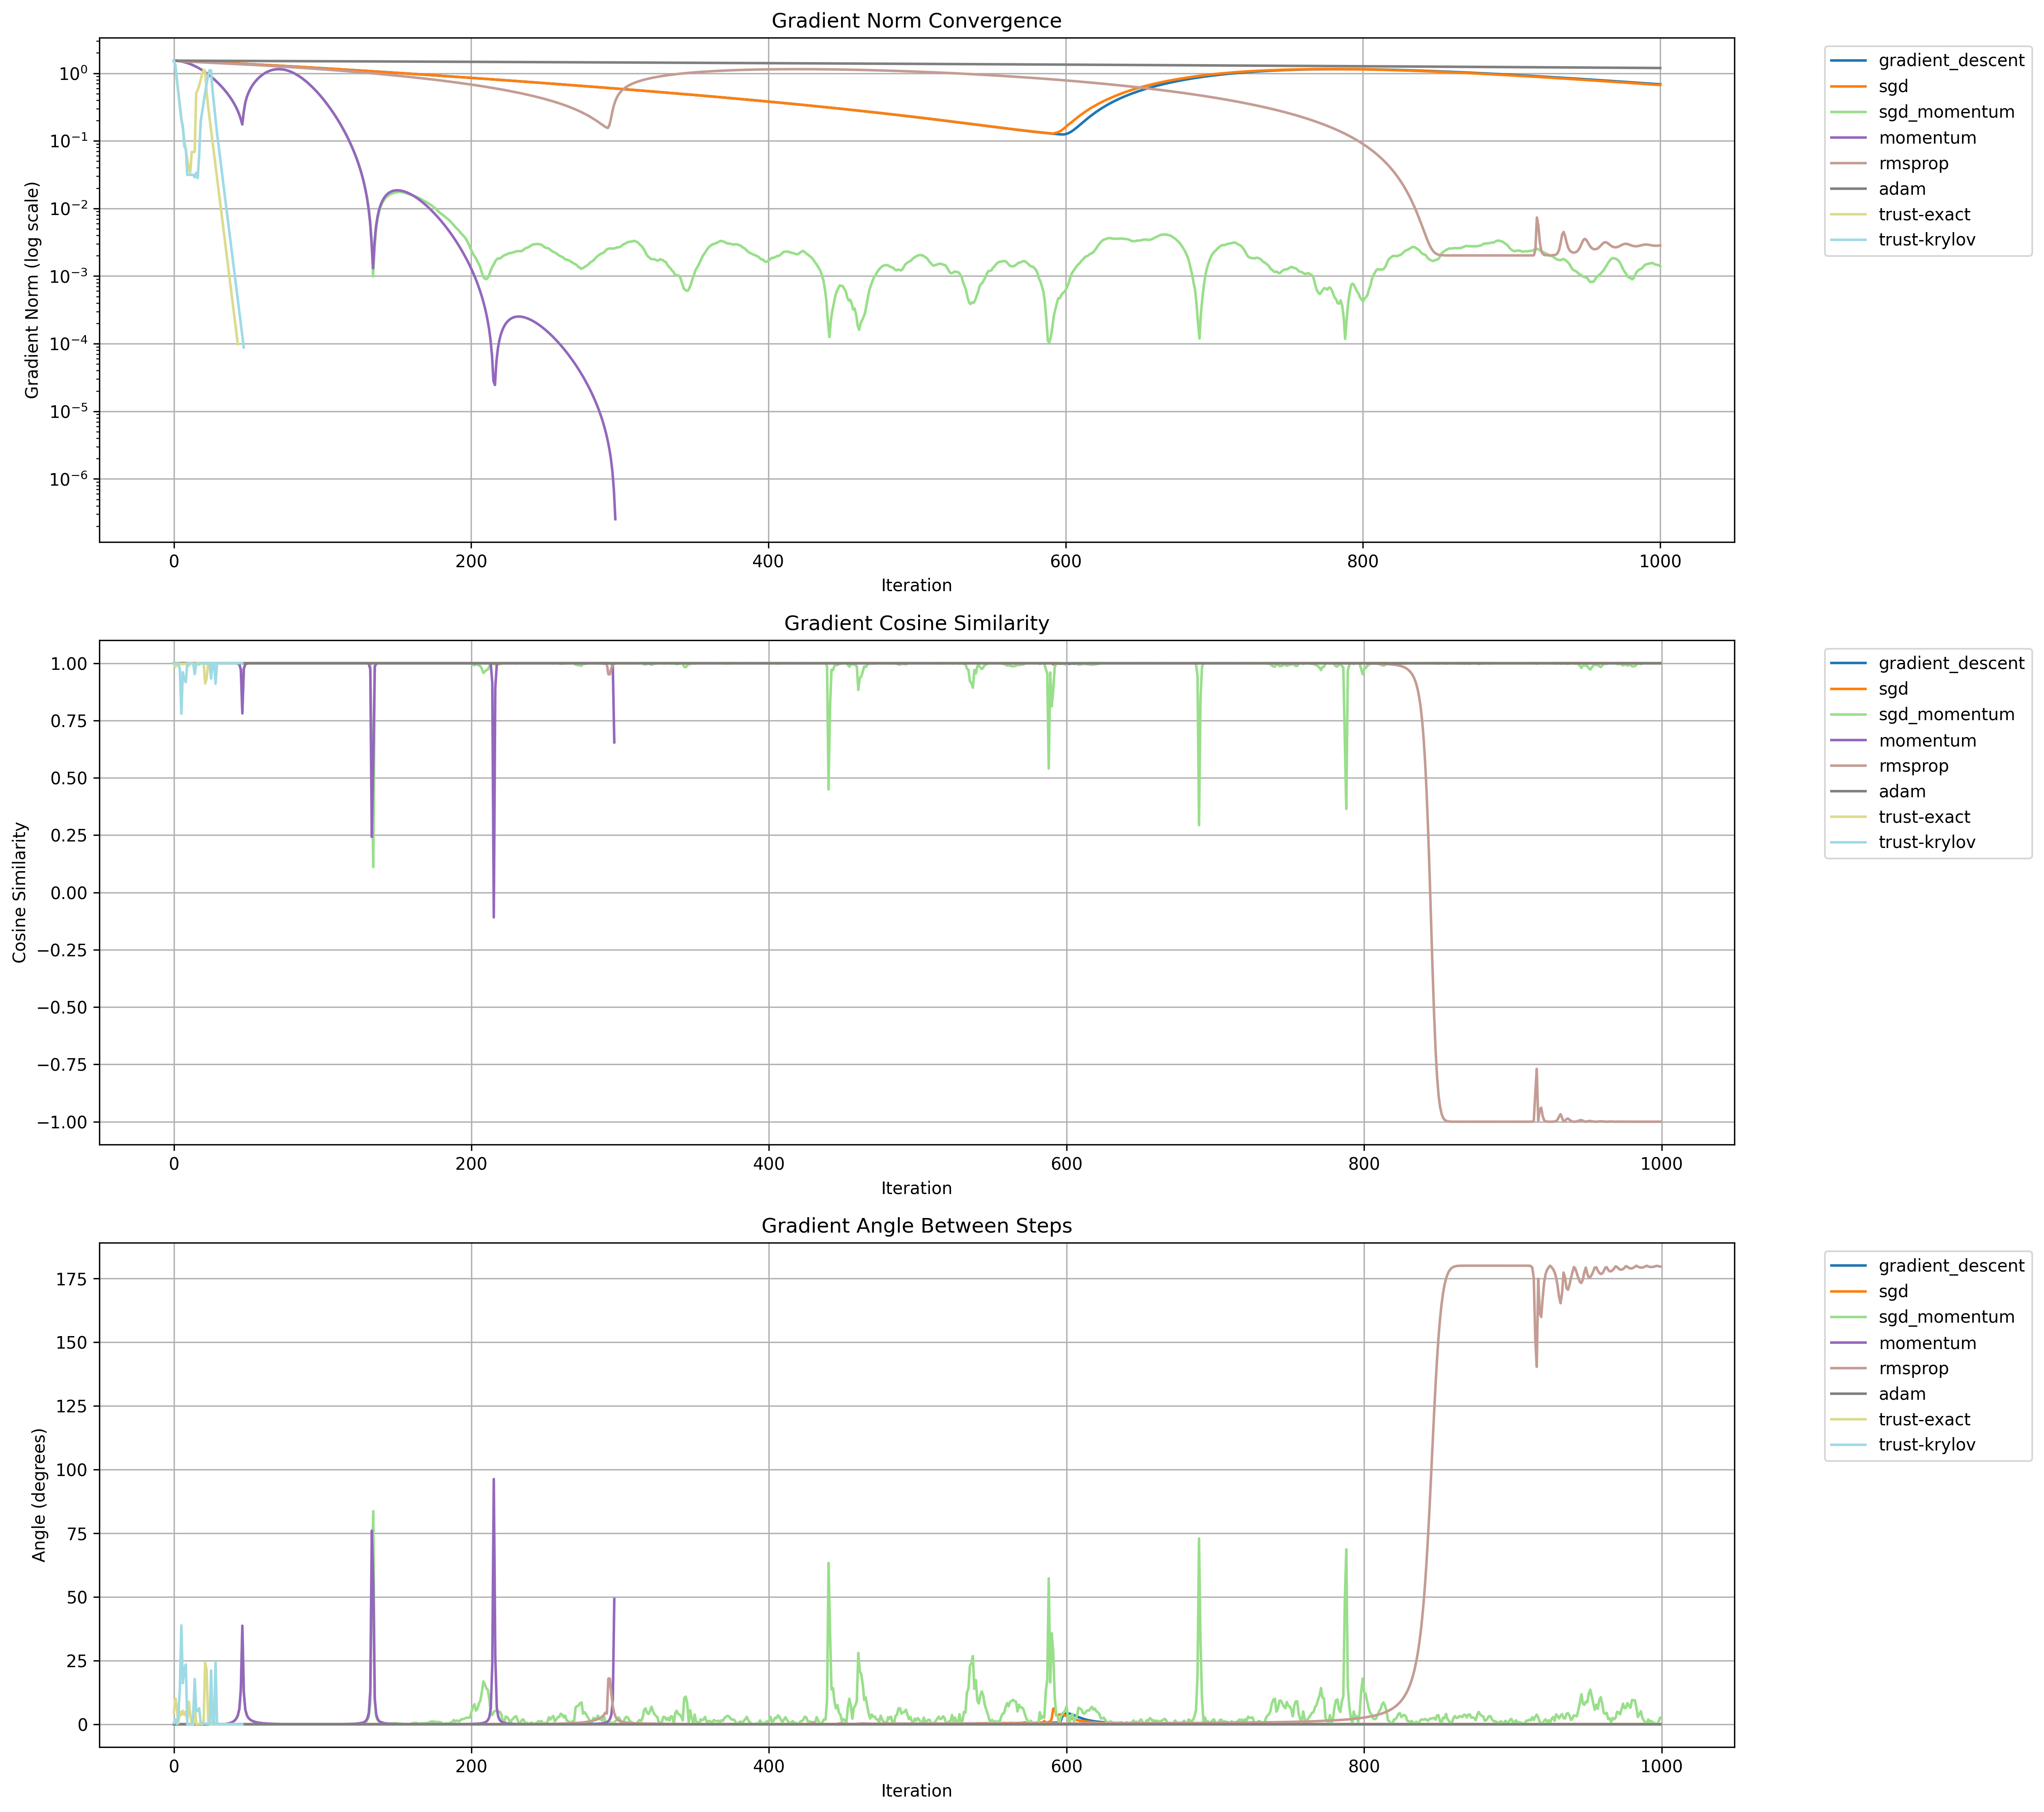 Gradient Norm Convergence
Gradient Norm (log scale)
10⁰
10⁻¹
10⁻²
10⁻³
10⁻⁴
10⁻⁵
10⁻⁶
0 200 400 600 800 1000
Iteration
gradient_descent
sgd
sgd_momentum
momentum
rmsprop
adam
trust-exact
trust-krylov
Gradient Cosine Similarity
Cosine Similarity
1.00
0.75
0.50
0.25
0.00
−0.25
−0.50
−0.75
−1.00
0 200 400 600 800 1000
Iteration
gradient_descent
sgd
sgd_momentum
momentum
rmsprop
adam
trust-exact
trust-krylov
Gradient Angle Between Steps
Angle (degrees)
175
150
125
100
75
50
25
0
0 200 400 600 800 1000
Iteration
gradient_descent
sgd
sgd_momentum
momentum
rmsprop
adam
trust-exact
trust-krylov